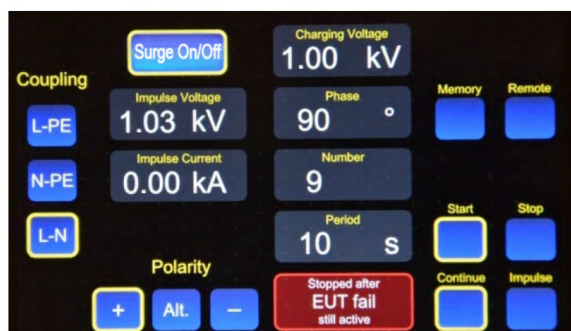 Surge On/Off
Charging Voltage
1.00 kV
Coupling
Impulse Voltage
1.03 kV
Phase
90 °
Memory
Remote
L-PE
Impulse Current
0.00 kA
Number
9
N-PE
Period
10 s
Start
Stop
L-N
Polarity
+
Alt.
–
Stopped after
EUT fail
still active
Continue
Impulse